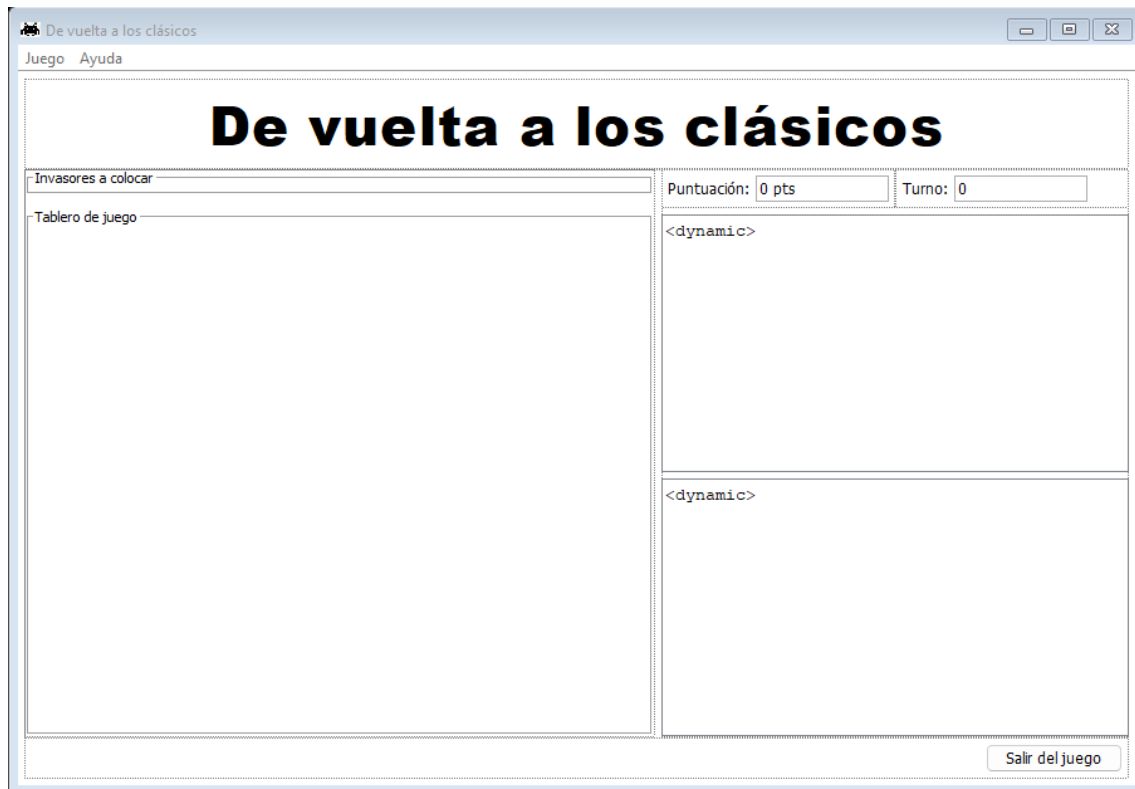 De vuelta a los clásicos
Juego Ayuda
De vuelta a los clásicos
Invasores a colocar
Tablero de juego
Puntuación: 0 pts Turno: 0
<dynamic>
<dynamic>
Salir del juego